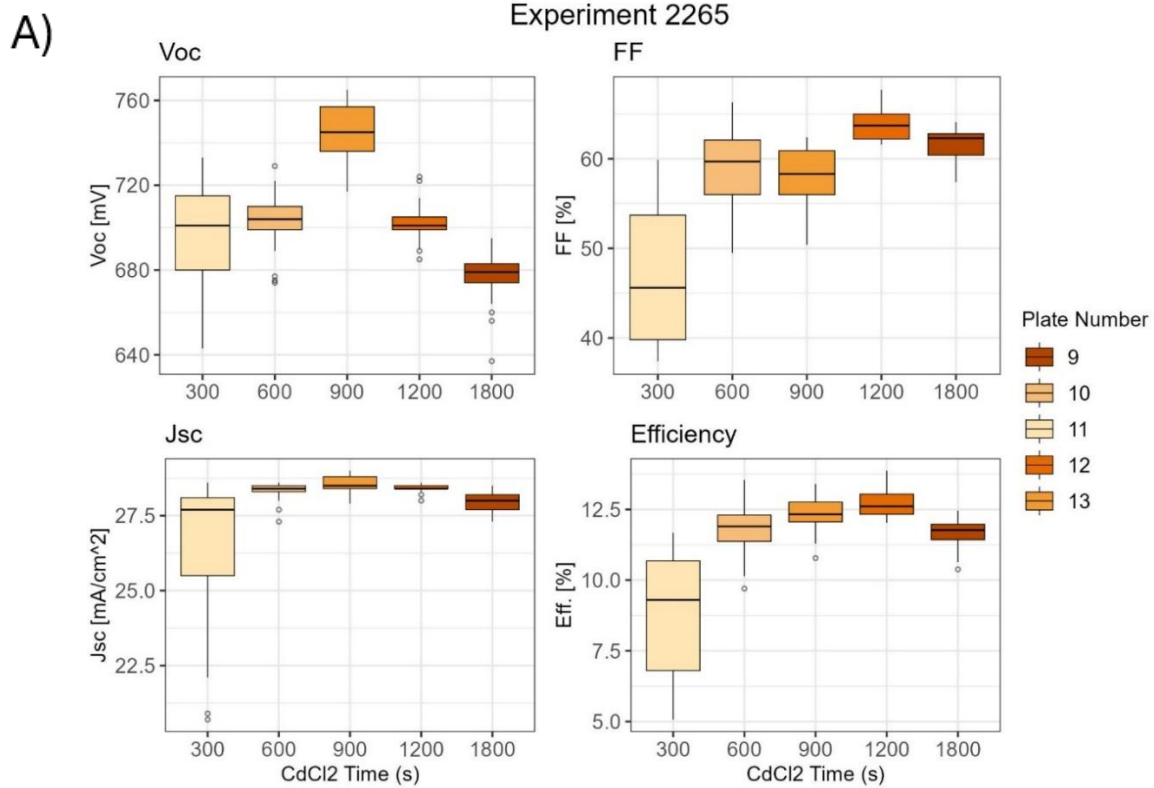 A)
Experiment 2265
Voc
Voc [mV]
760
720
680
640
300 600 900 1200 1800
FF
FF [%]
60
50
40
300 600 900 1200 1800
Plate Number
9
10
11
12
13
Jsc
Jsc [mA/cm^2]
27.5
25.0
22.5
300 600 900 1200 1800
CdCl2 Time (s)
Efficiency
Eff. [%]
12.5
10.0
7.5
5.0
300 600 900 1200 1800
CdCl2 Time (s)